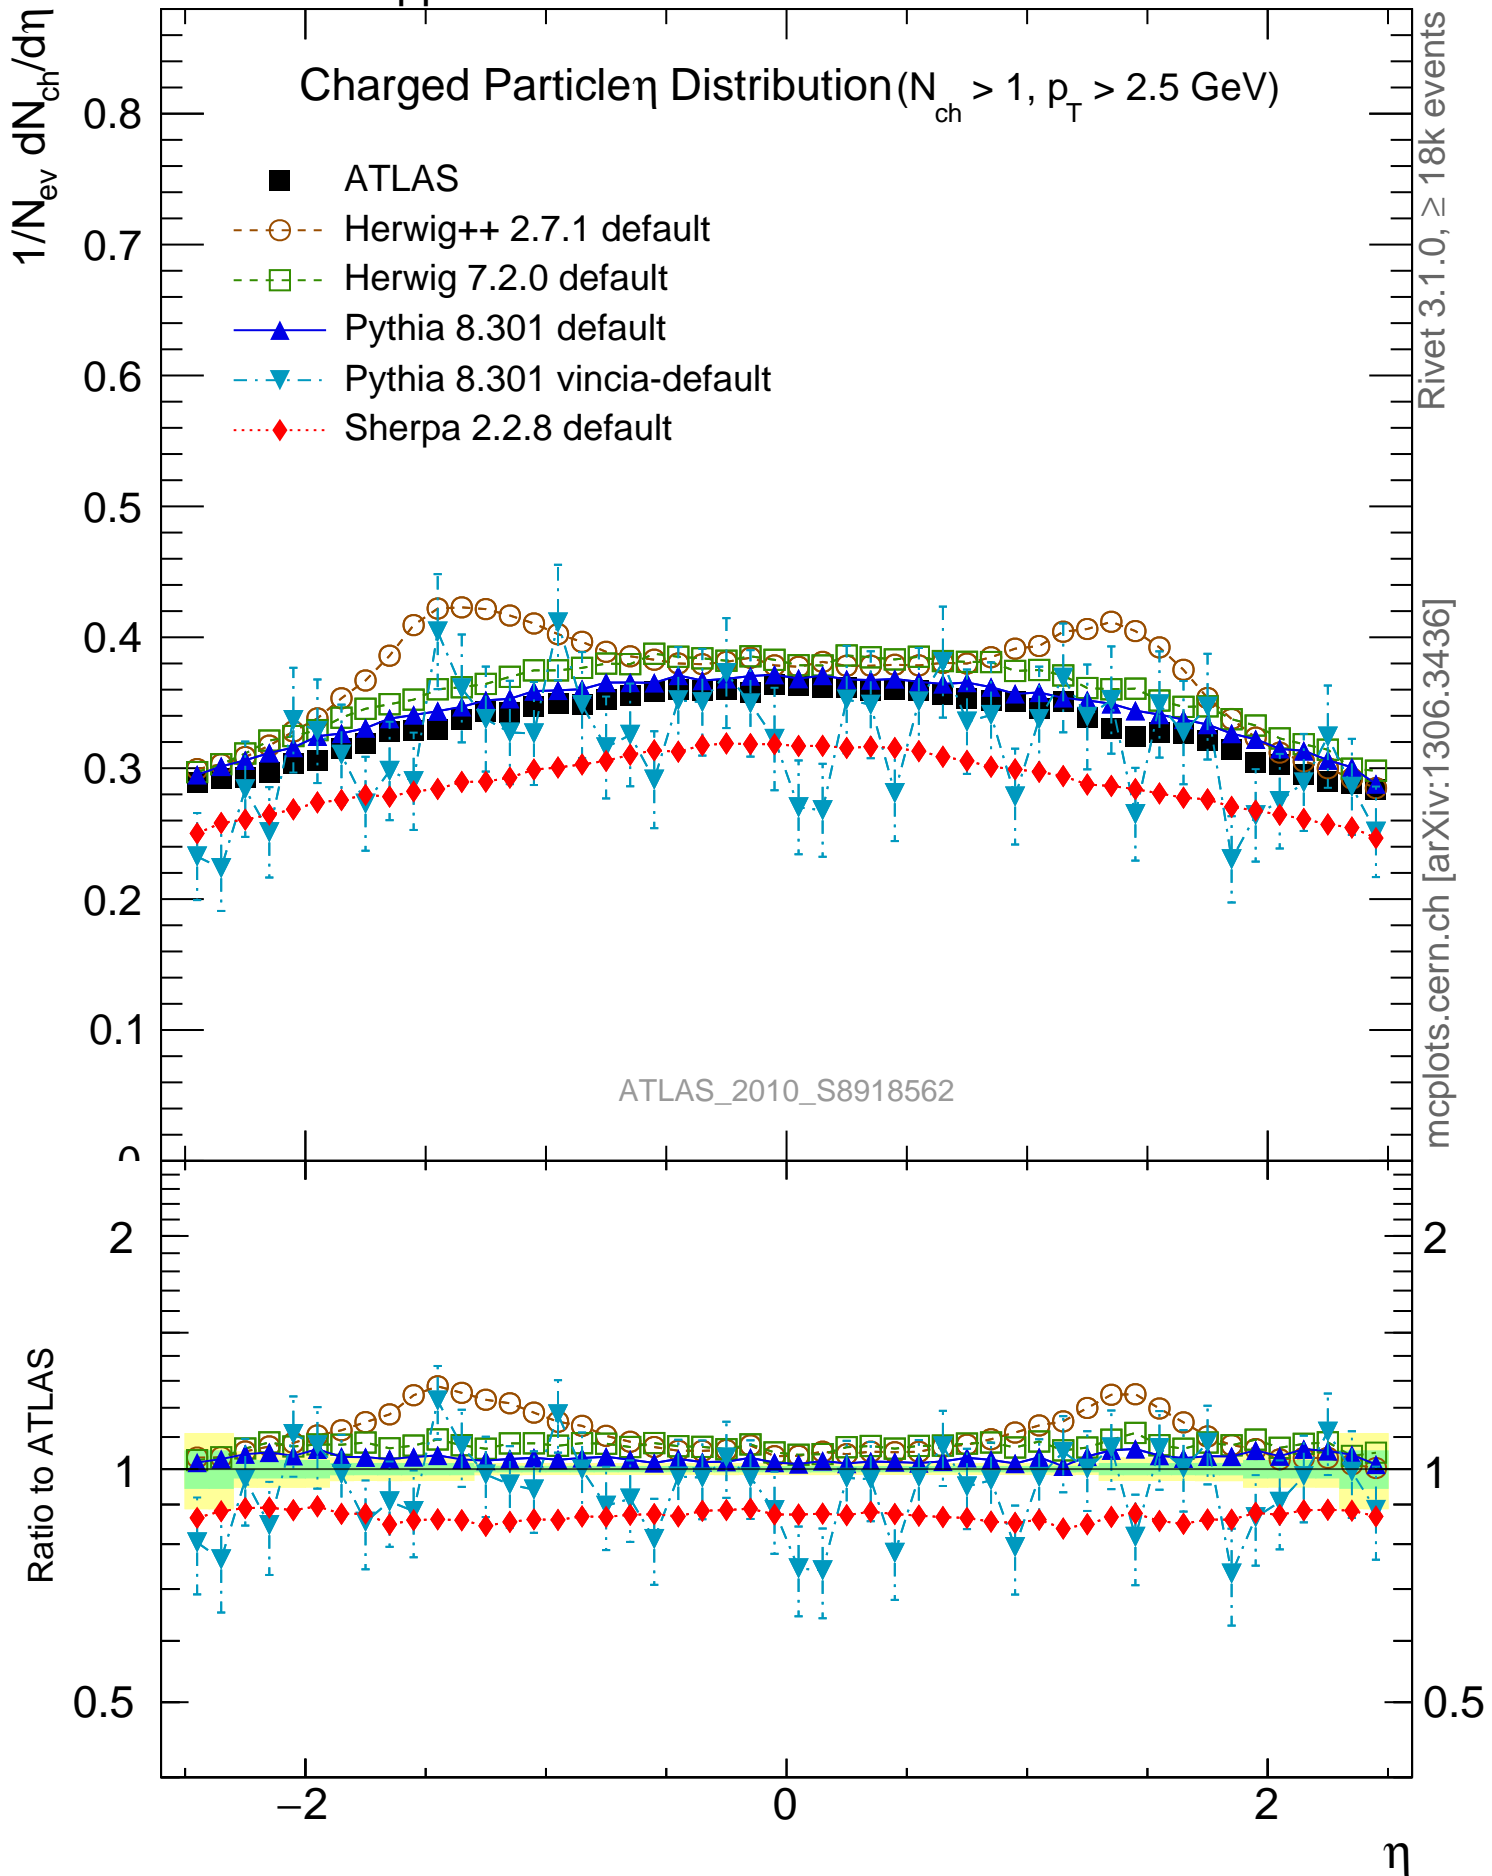 1/N_ev dN_ch/dη
Charged Particle η Distribution (N_ch > 1, p_T > 2.5 GeV)
ATLAS
Herwig++ 2.7.1 default
Herwig 7.2.0 default
Pythia 8.301 default
Pythia 8.301 vincia-default
Sherpa 2.2.8 default
0.8
0.7
0.6
0.5
0.4
0.3
0.2
0.1
0
ATLAS_2010_S8918562
Rivet 3.1.0, ≥ 18k events
mcplots.cern.ch [arXiv:1306.3436]
Ratio to ATLAS
2
1
0.5
2
1
0.5
−2
0
2
η